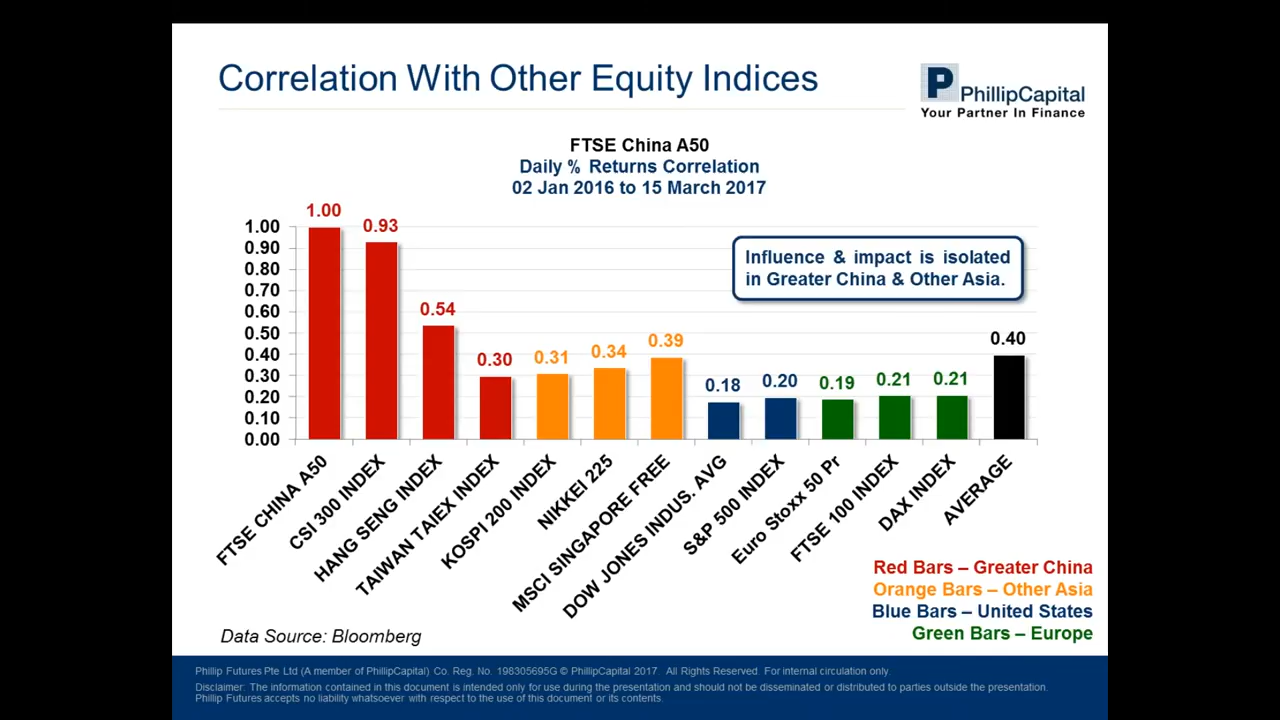 Correlation With Other Equity Indices
PhillipCapital
Your Partner In Finance
FTSE China A50
Daily % Returns Correlation
02 Jan 2016 to 15 March 2017
1.00
0.90
0.80
0.70
0.60
0.50
0.40
0.30
0.20
0.10
0.00
1.00
0.93
0.54
0.30
0.31
0.34
0.39
0.18
0.20
0.19
0.21
0.21
0.40
Influence & impact is isolated
in Greater China & Other Asia.
FTSE CHINA A50
CSI 300 INDEX
HANG SENG INDEX
TAIWAN TAIEX INDEX
KOSPI 200 INDEX
NIKKEI 225
MSCI SINGAPORE FREE
DOW JONES INDUS. AVG
S&P 500 INDEX
Euro Stoxx 50 Pr
FTSE 100 INDEX
DAX INDEX
AVERAGE
Red Bars – Greater China
Orange Bars – Other Asia
Blue Bars – United States
Green Bars – Europe
Data Source: Bloomberg
Phillip Futures Pte Ltd (A member of PhillipCapital) Co. Reg. No. 198305695G © PhillipCapital 2017. All Rights Reserved. For internal circulation only.
Disclaimer: The information contained in this document is intended only for use during the presentation and should not be disseminated or distributed to parties outside the presentation.
Phillip Futures accepts no liability whatsoever with respect to the use of this document or its contents.